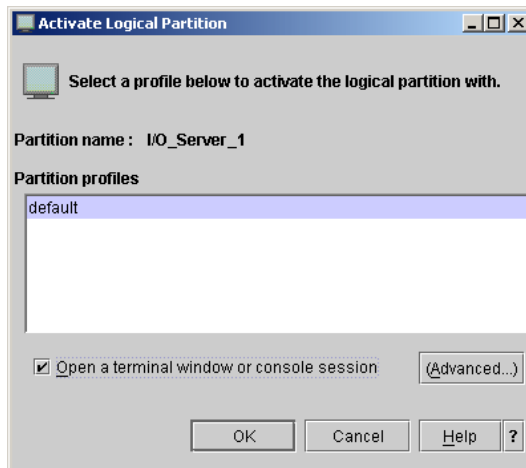 Activate Logical Partition
Select a profile below to activate the logical partition with.
Partition name : I/O_Server_1
Partition profiles
default
Open a terminal window or console session
(Advanced...)
OK Cancel Help ?